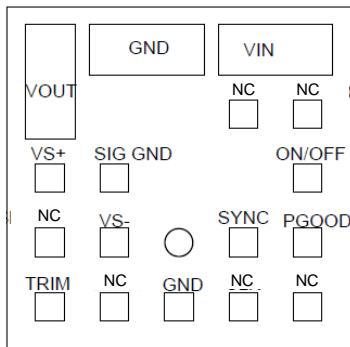 GND VIN
VOUT NC NC
VS+ SIG GND ON/OFF
NC VS- SYNC PGOOD
TRIM NC GND NC NC